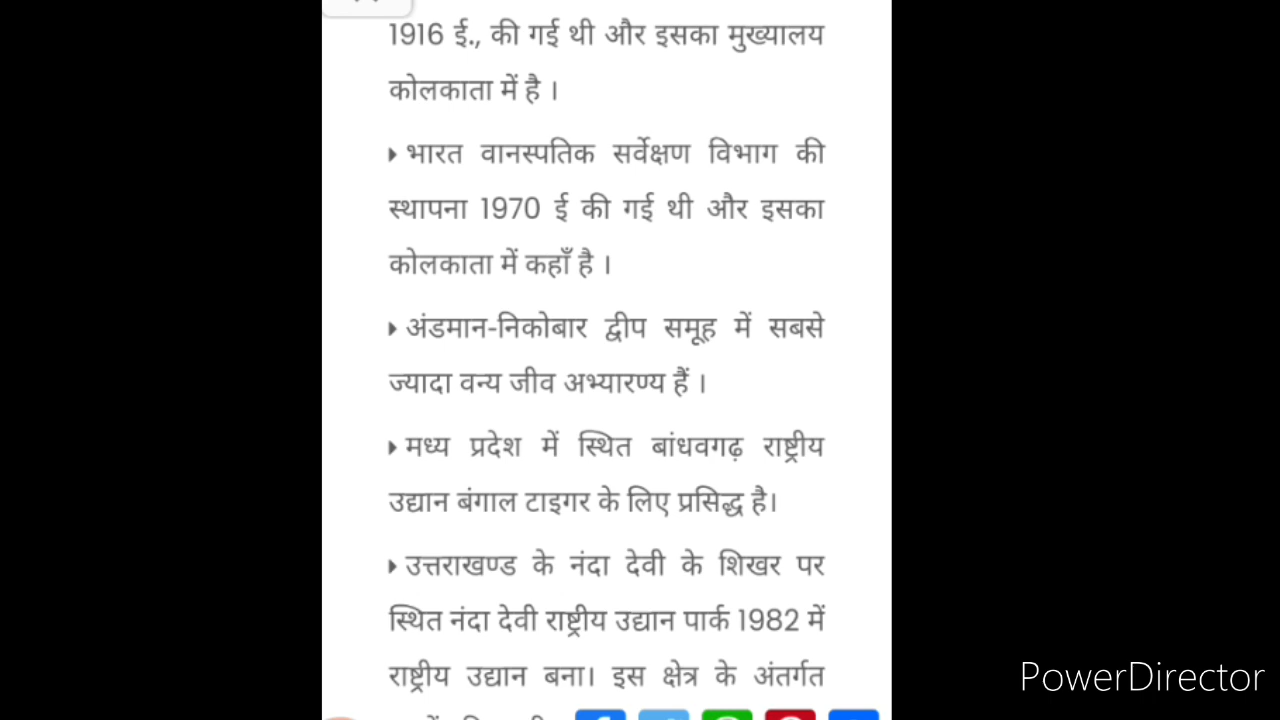 1916 ई., की गई थी और इसका मुख्यालय
कोलकाता में है ।
भारत वानस्पतिक सर्वेक्षण विभाग की
स्थापना 1970 ई की गई थी और इसका
कोलकाता में कहाँ है ।
अंडमान-निकोबार द्वीप समूह में सबसे
ज्यादा वन्य जीव अभ्यारण्य हैं ।
मध्य प्रदेश में स्थित बांधवगढ़ राष्ट्रीय
उद्यान बंगाल टाइगर के लिए प्रसिद्ध है।
उत्तराखण्ड के नंदा देवी के शिखर पर
स्थित नंदा देवी राष्ट्रीय उद्यान पार्क 1982 में
राष्ट्रीय उद्यान बना। इस क्षेत्र के अंतर्गत
PowerDirector